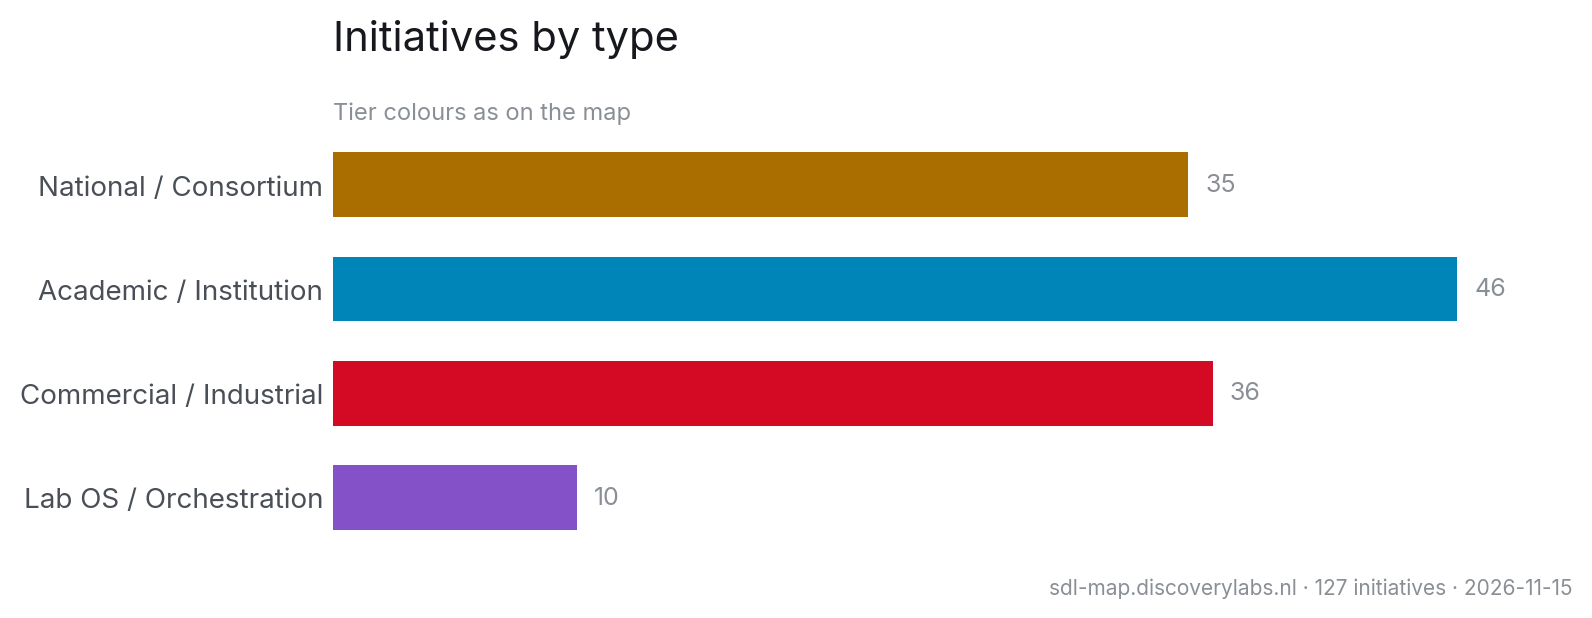 Initiatives by type
Tier colours as on the map
National / Consortium 35
Academic / Institution 46
Commercial / Industrial 36
Lab OS / Orchestration 10
sdl-map.discoverylabs.nl · 127 initiatives · 2026-11-15